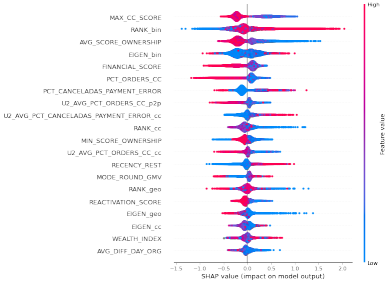 High
MAX_CC_SCORE
RANK_bin
AVG_SCORE_OWNERSHIP
EIGEN_bin
FINANCIAL_SCORE
PCT_ORDERS_CC
PCT_CANCELADAS_PAYMENT_ERROR
U2_AVG_PCT_ORDERS_CC_p2p
U2_AVG_PCT_CANCELADAS_PAYMENT_ERROR_cc
RANK_cc
MIN_SCORE_OWNERSHIP
U2_AVG_PCT_ORDERS_CC_cc
RECENCY_REST
MODE_ROUND_GMV
RANK_geo
REACTIVATION_SCORE
EIGEN_geo
EIGEN_cc
WEALTH_INDEX
AVG_DIFF_DAY_ORG
Feature value
Low
−1.5 −1.0 −0.5 0.0 0.5 1.0 1.5 2.0
SHAP value (impact on model output)